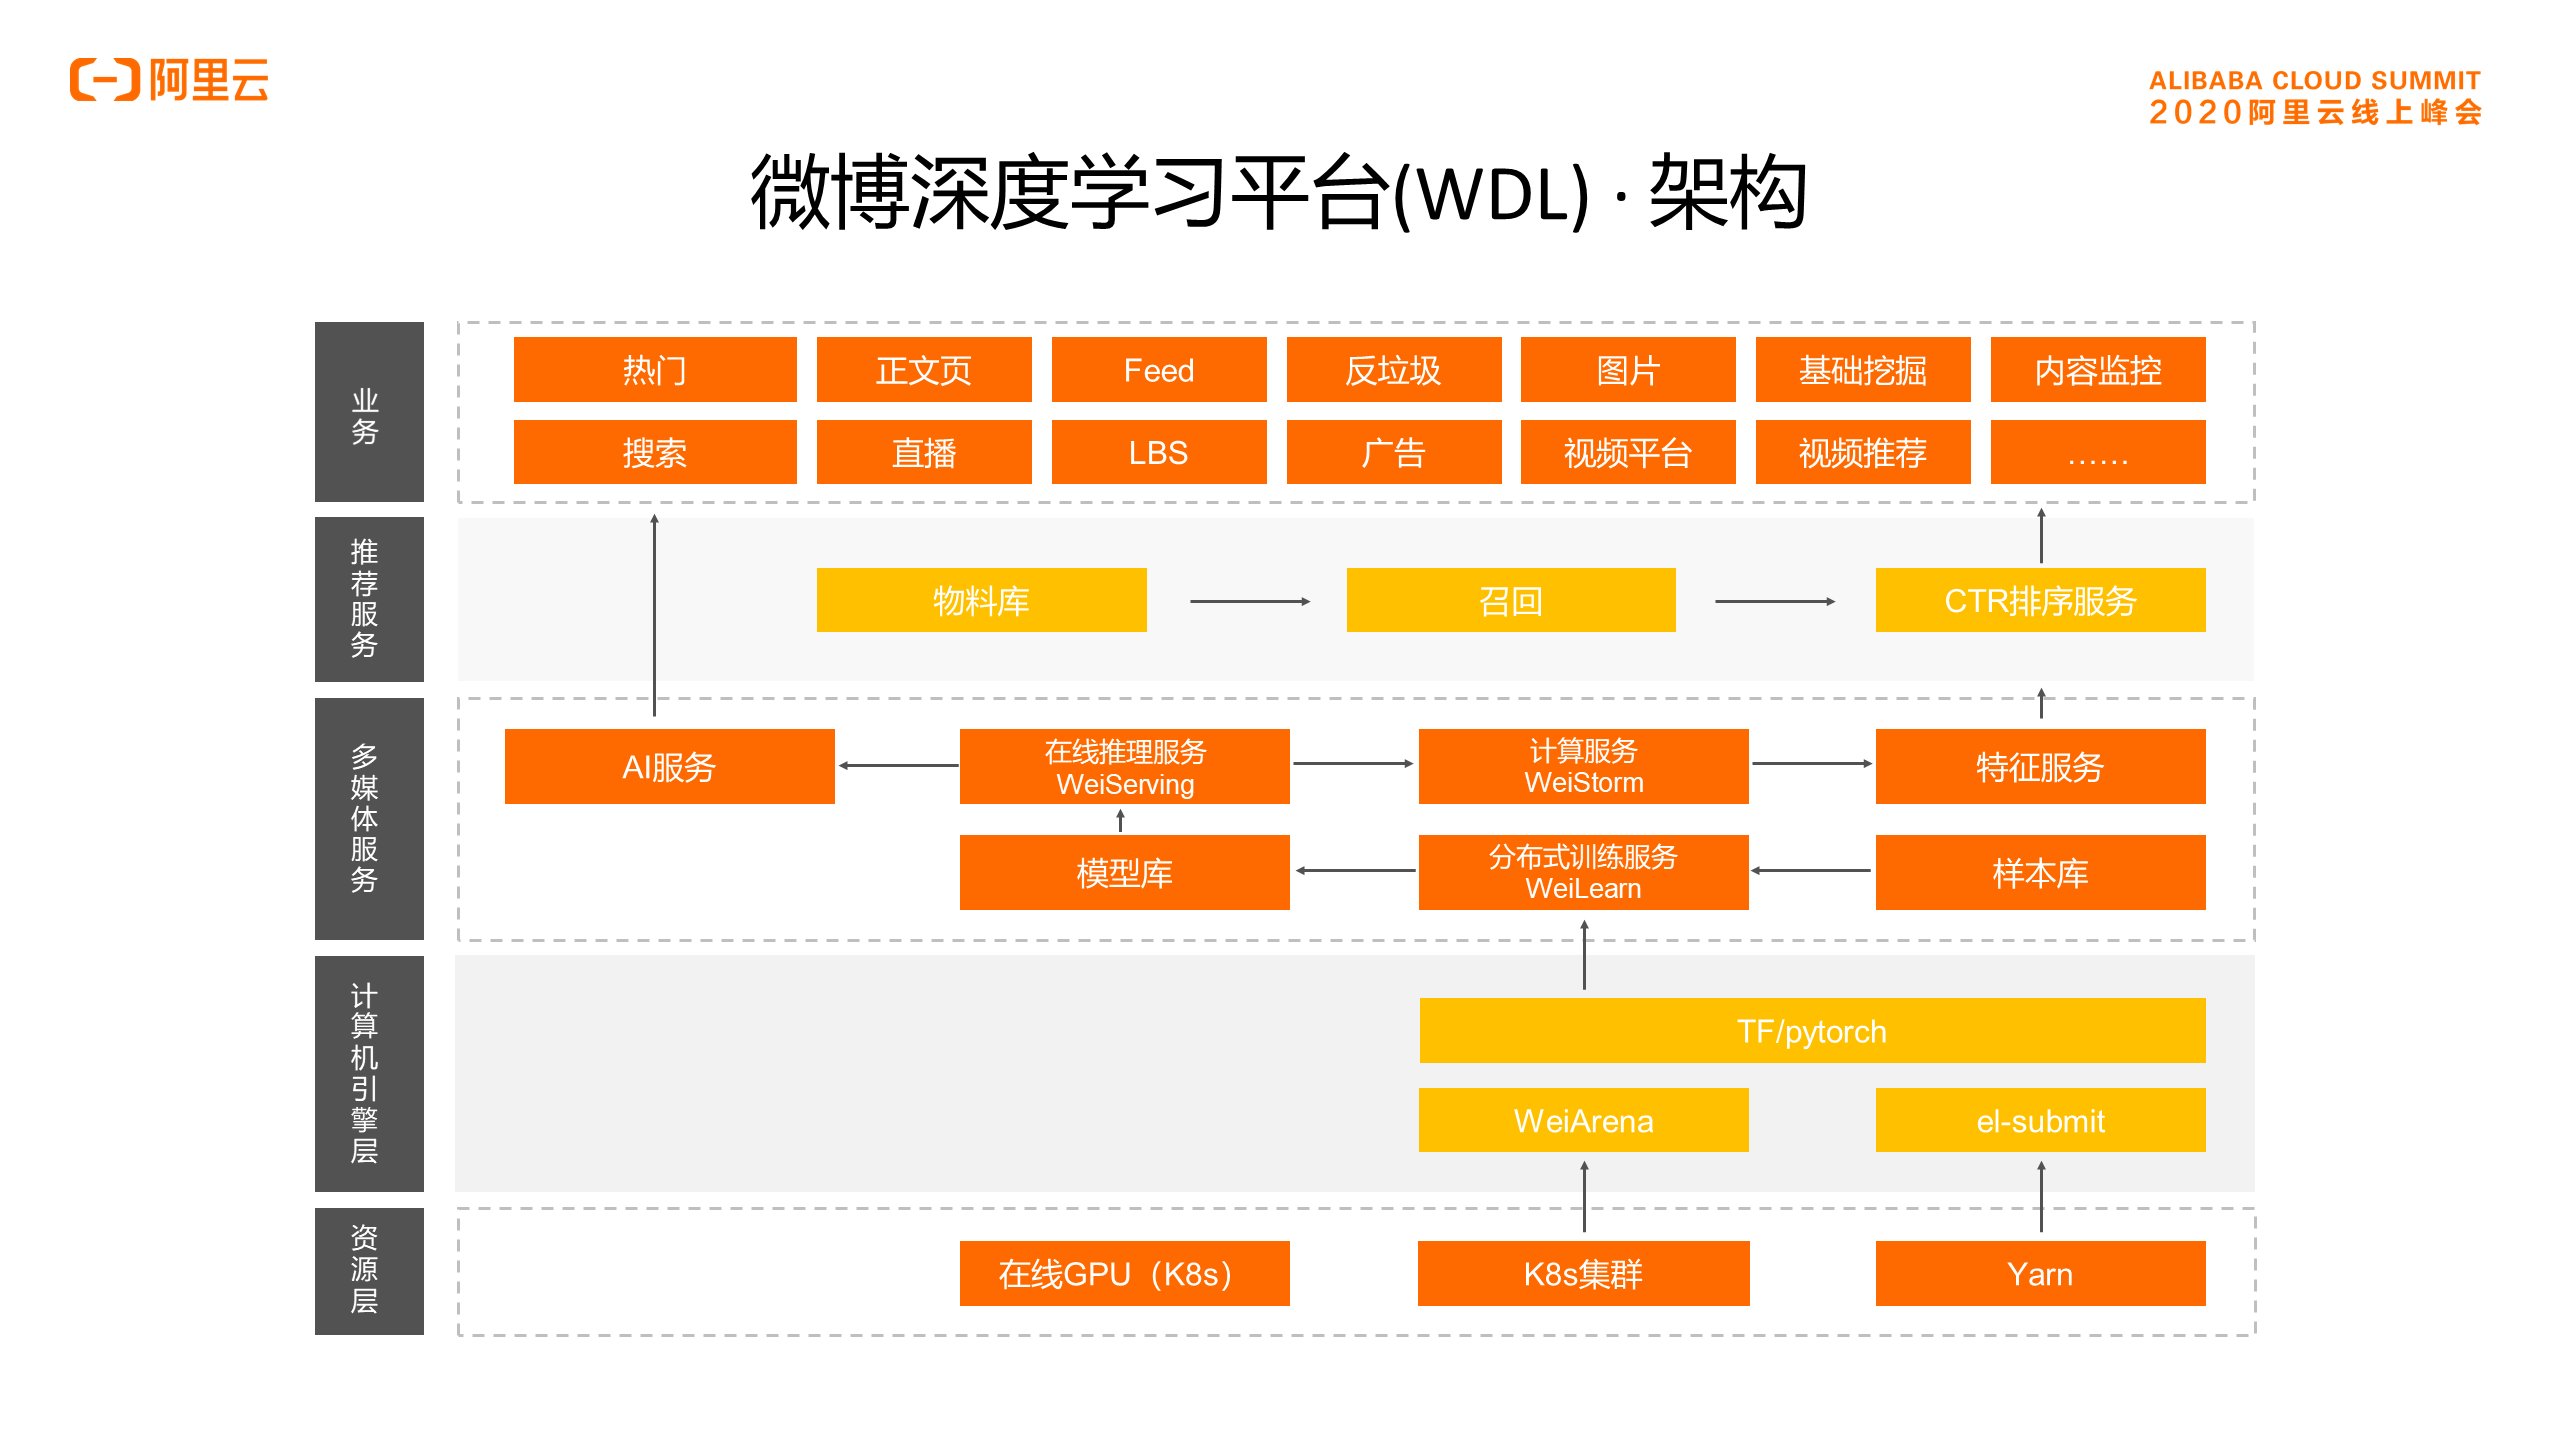 阿里云
ALIBABA CLOUD SUMMIT
2020阿里云线上峰会
微博深度学习平台(WDL) · 架构
业务
热门
正文页
Feed
反垃圾
图片
基础挖掘
内容监控
搜索
直播
LBS
广告
视频平台
视频推荐
……
推荐服务
物料库
召回
CTR排序服务
多媒体服务
AI服务
在线推理服务
WeiServing
计算服务
WeiStorm
特征服务
模型库
分布式训练服务
WeiLearn
样本库
计算机引擎层
TF/pytorch
WeiArena
el-submit
资源层
在线GPU（K8s）
K8s集群
Yarn